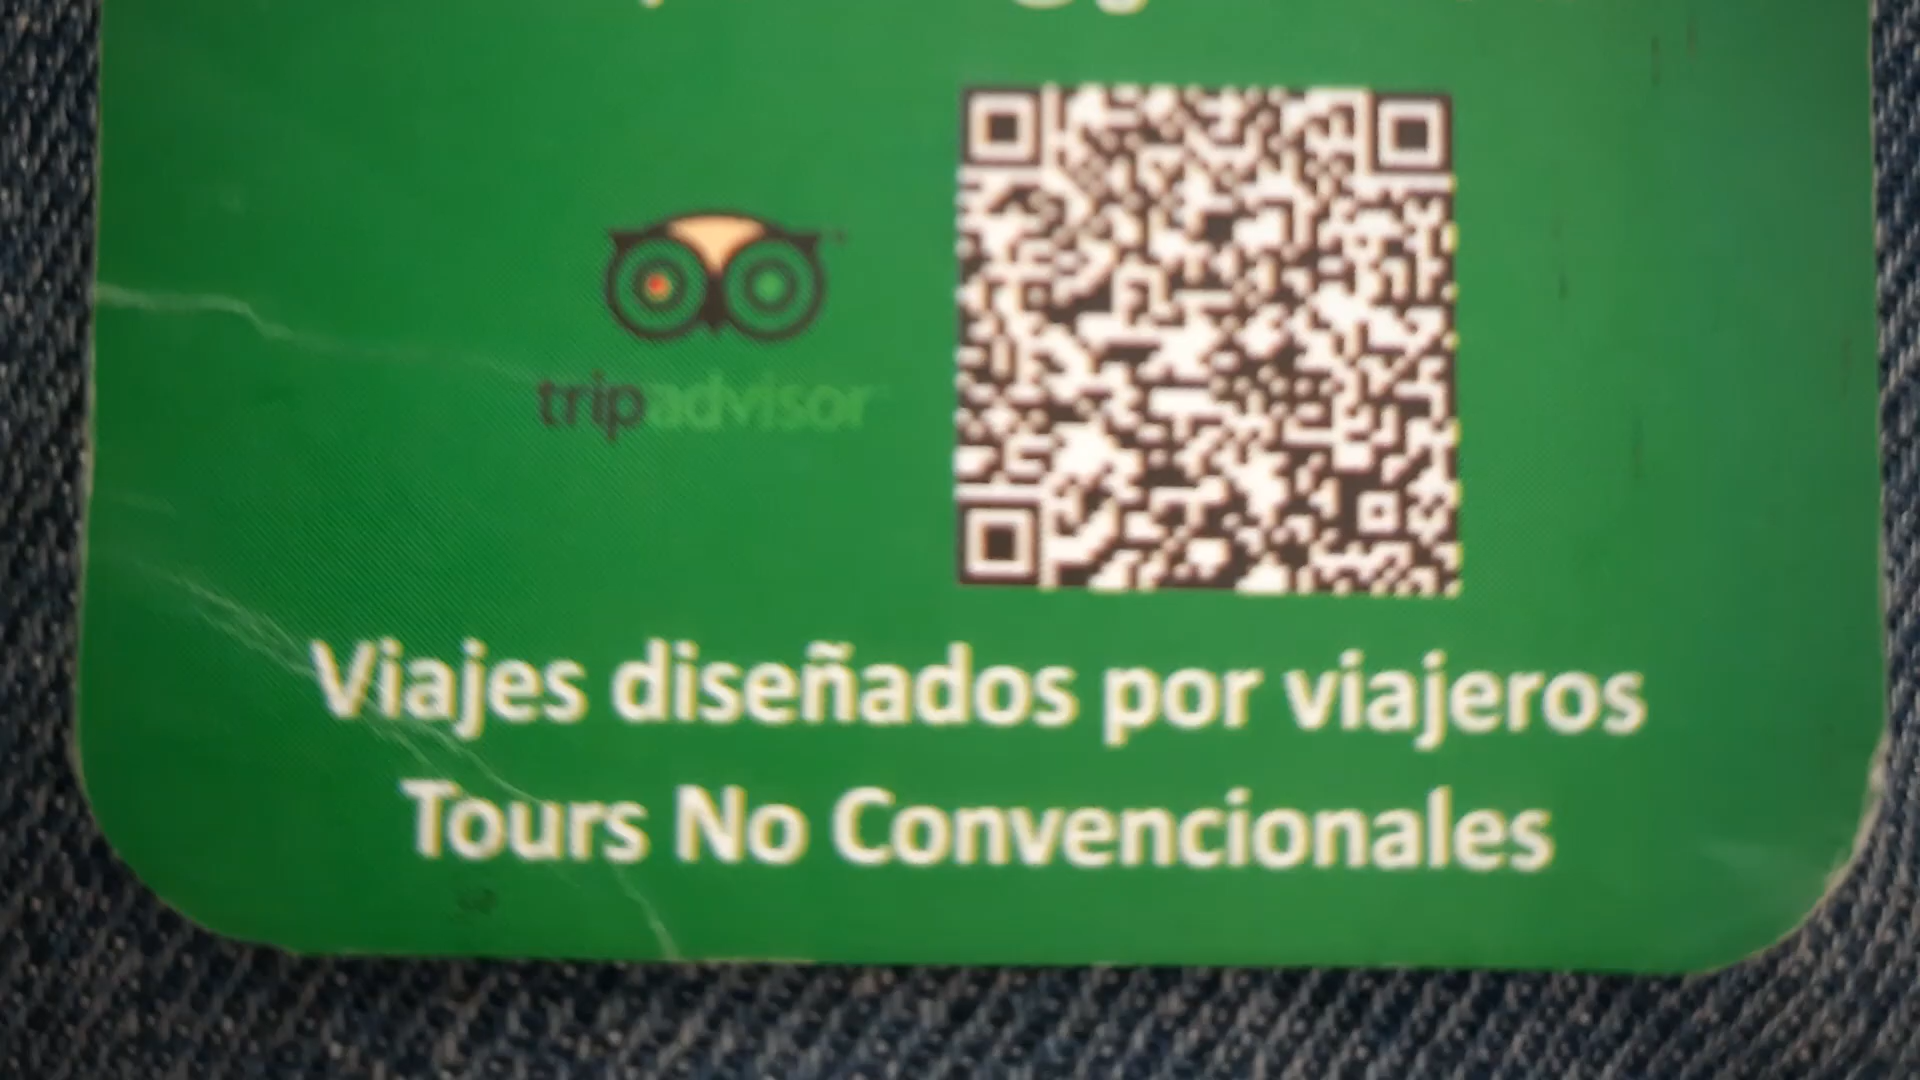 tripadvisor
Viajes diseñados por viajeros
Tours No Convencionales